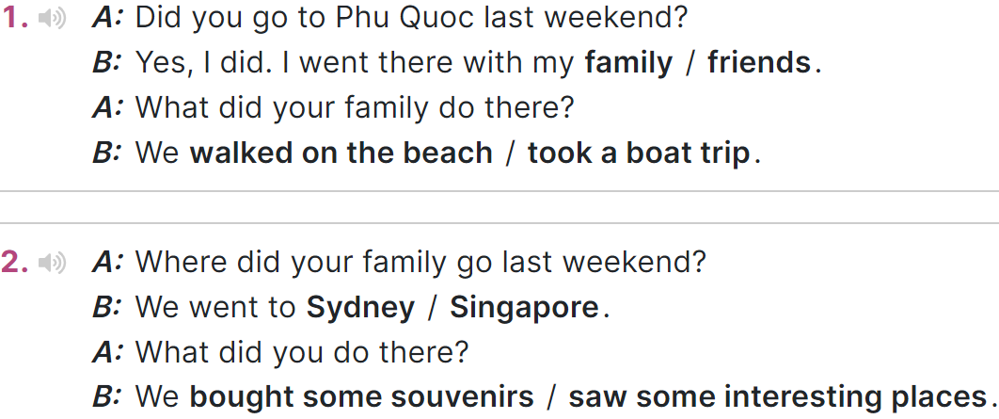 1. A: Did you go to Phu Quoc last weekend?
B: Yes, I did. I went there with my family / friends.
A: What did your family do there?
B: We walked on the beach / took a boat trip.
2. A: Where did your family go last weekend?
B: We went to Sydney / Singapore.
A: What did you do there?
B: We bought some souvenirs / saw some interesting places.